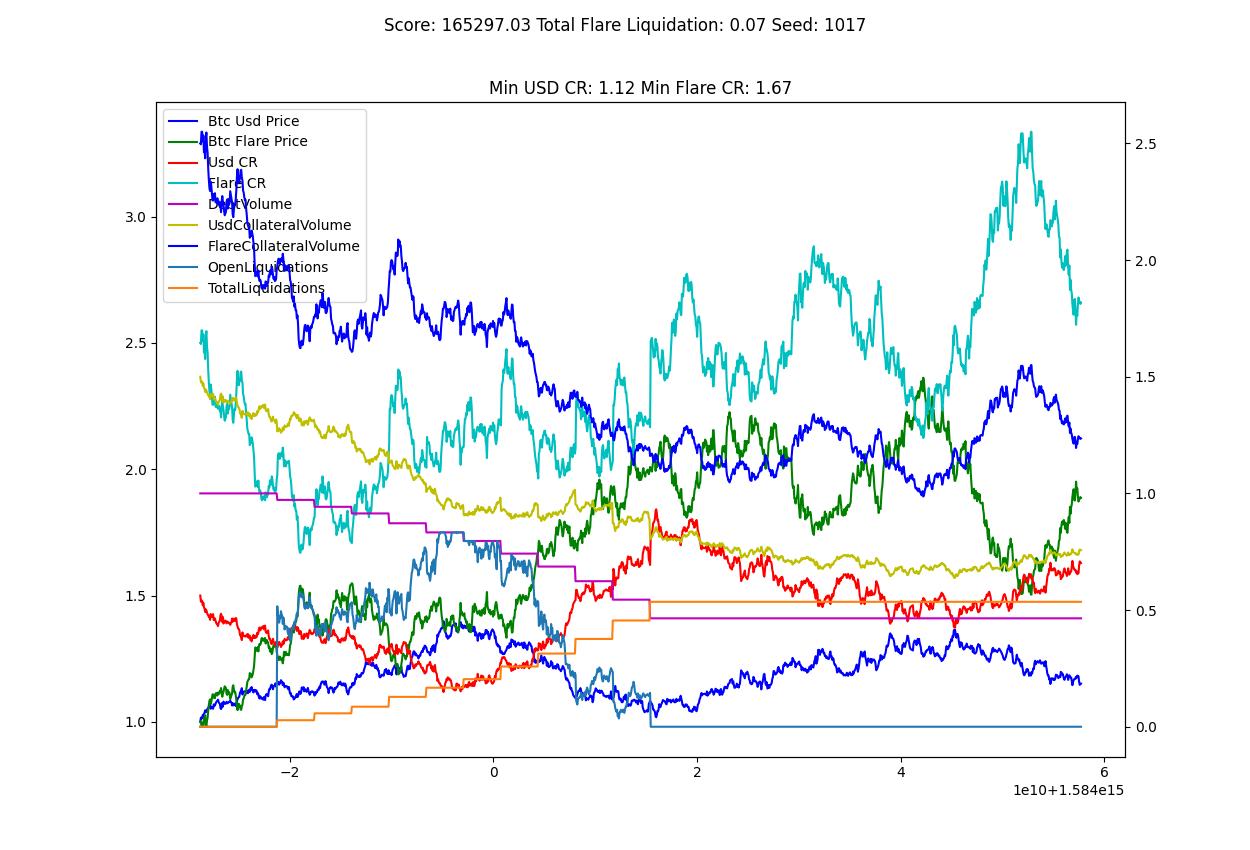 Score: 165297.03 Total Flare Liquidation: 0.07 Seed: 1017
Min USD CR: 1.12 Min Flare CR: 1.67
Btc Usd Price
Btc Flare Price
Usd CR
Flare CR
DebtVolume
UsdCollateralVolume
FlareCollateralVolume
OpenLiquidations
TotalLiquidations
3.0
2.5
2.0
1.5
1.0
2.5
2.0
1.5
1.0
0.5
0.0
−2 0 2 4 6
1e10+1.584e15